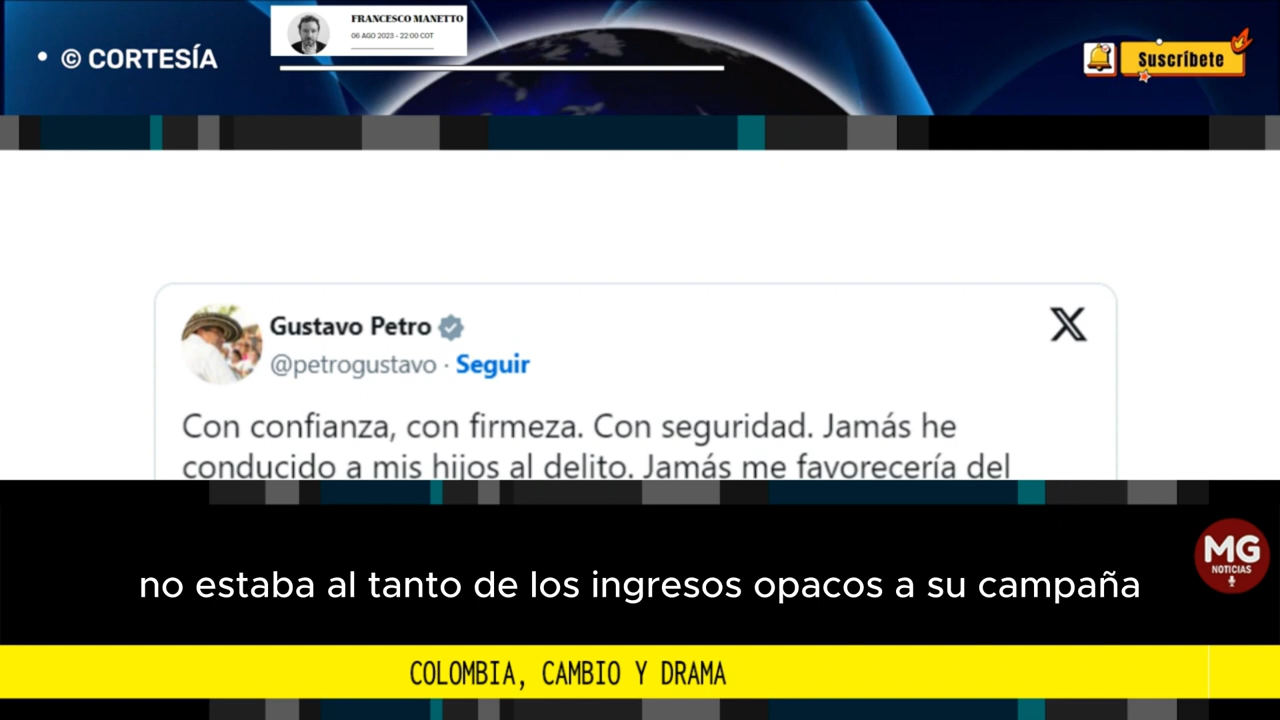 FRANCESCO MANETTO
06 AGO 2023 - 22:00 COT
• © CORTESÍA
Suscríbete
Gustavo Petro
@petrogustavo · Seguir
Con confianza, con firmeza. Con seguridad. Jamás he
conducido a mis hijos al delito. Jamás me favorecería del
MG
NOTICIAS
no estaba al tanto de los ingresos opacos a su campaña
COLOMBIA, CAMBIO Y DRAMA